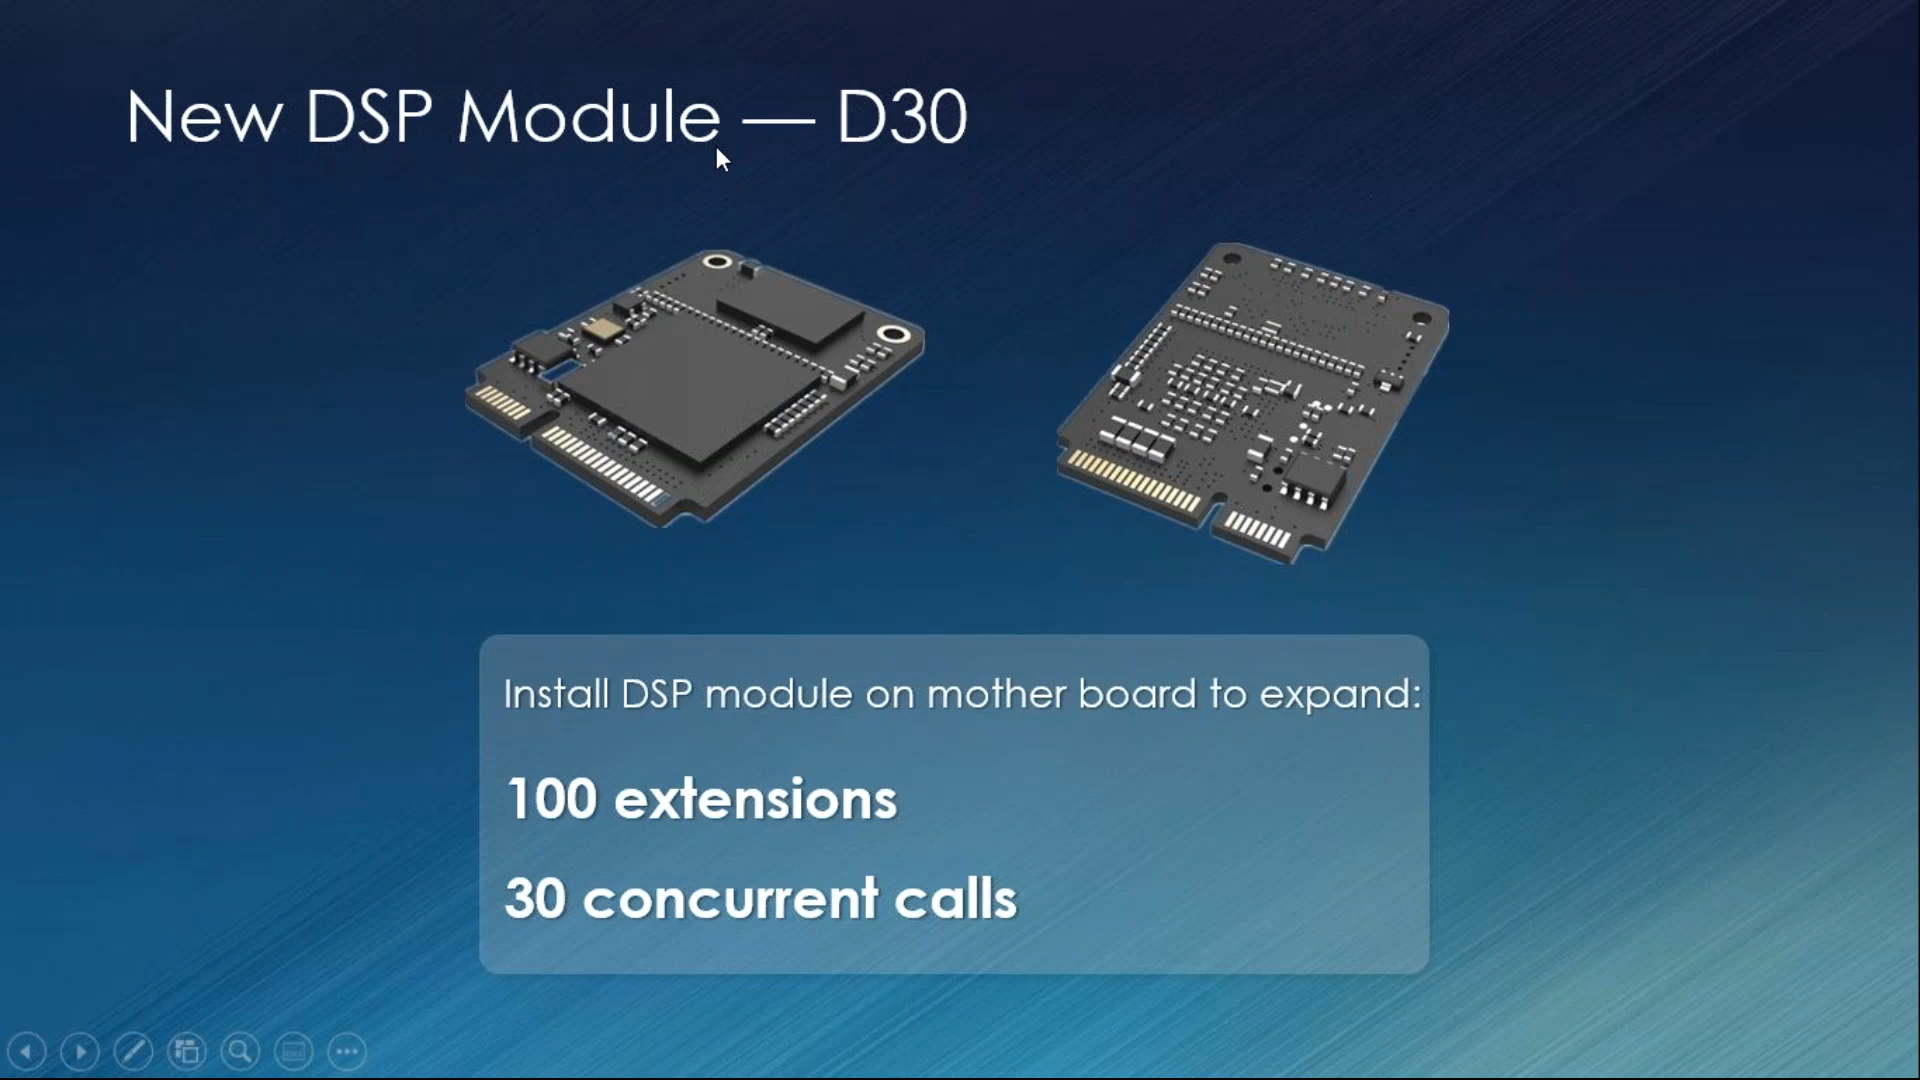 New DSP Module — D30
Install DSP module on mother board to expand:
100 extensions
30 concurrent calls